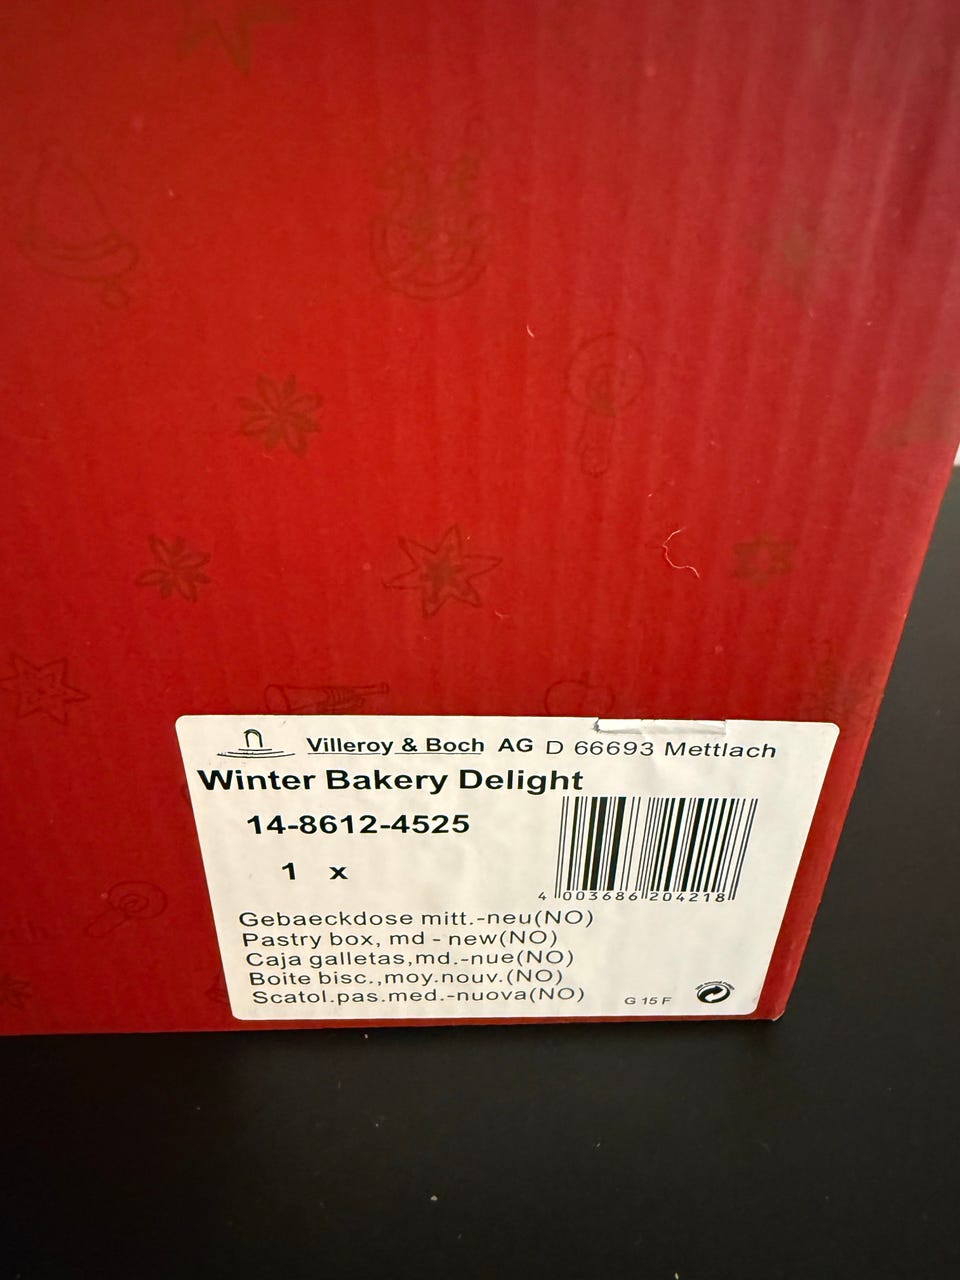 Villeroy & Boch AG D 66693 Mettlach
Winter Bakery Delight
14-8612-4525
1 x
4 003686 204218
Gebaeckdose mitt.-neu(NO)
Pastry box, md - new(NO)
Caja galletas,md.-nue(NO)
Boite bisc.,moy.nouv.(NO)
Scatol.pas.med.-nuova(NO)
G 15 F